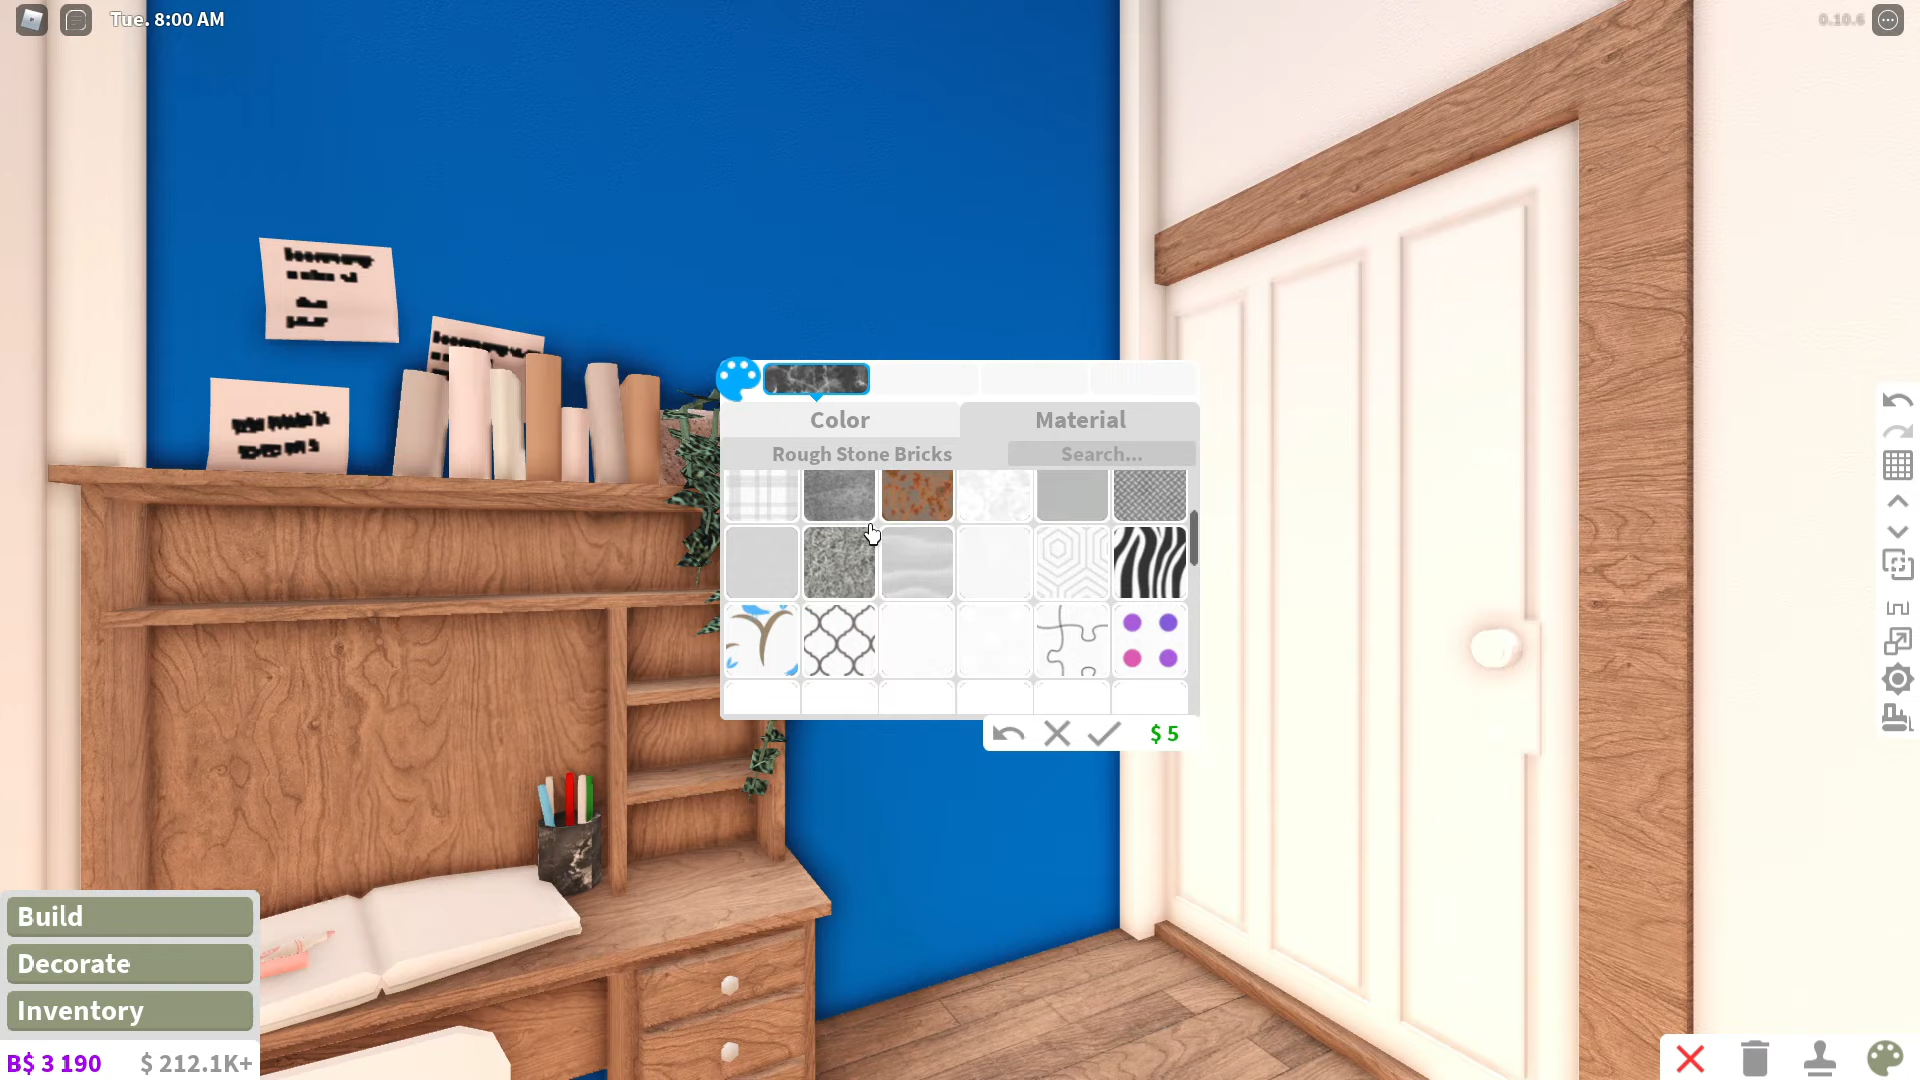 Tue. 8:00 AM
0.10.6
Color
Material
Rough Stone Bricks
Search...
$ 5
Build
Decorate
Inventory
B$ 3 190
$ 212.1K+